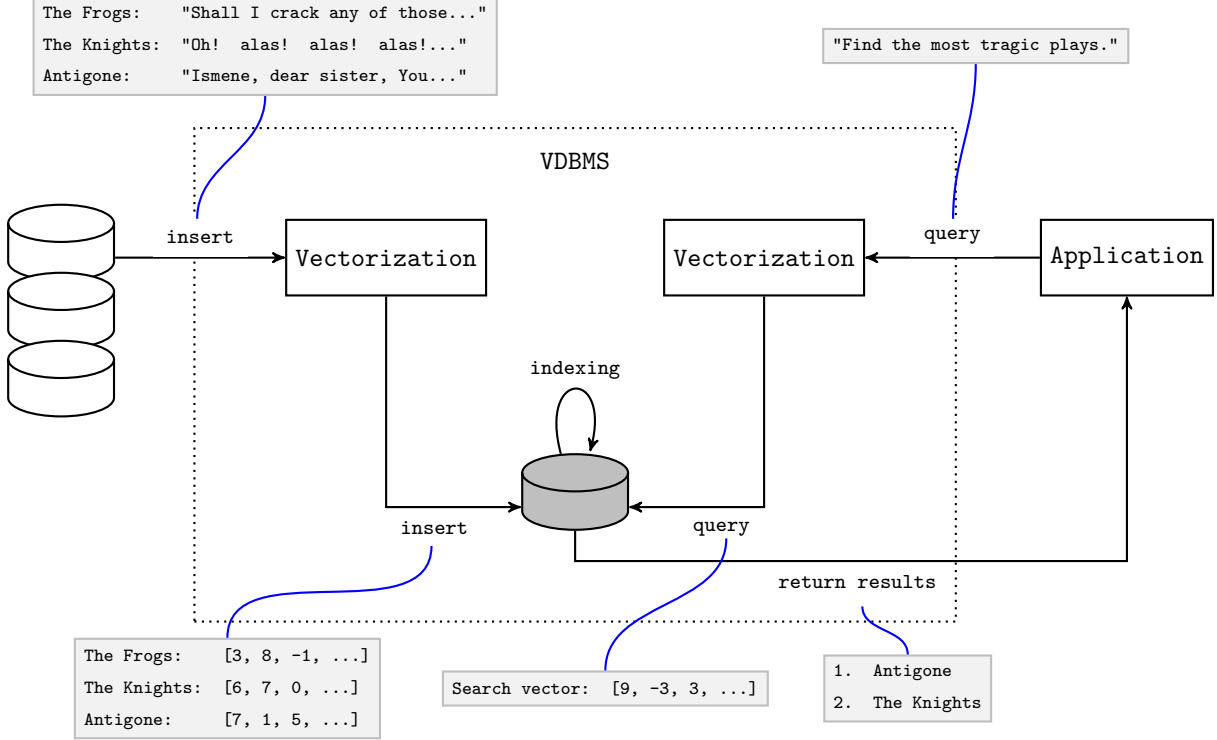 The Frogs: "Shall I crack any of those..."
The Knights: "Oh! alas! alas! alas!..."
Antigone: "Ismene, dear sister, You..."
"Find the most tragic plays."
VDBMS
insert
Vectorization
Vectorization
query
Application
indexing
insert
query
return results
The Frogs: [3, 8, -1, ...]
The Knights: [6, 7, 0, ...]
Antigone: [7, 1, 5, ...]
Search vector: [9, -3, 3, ...]
1. Antigone
2. The Knights